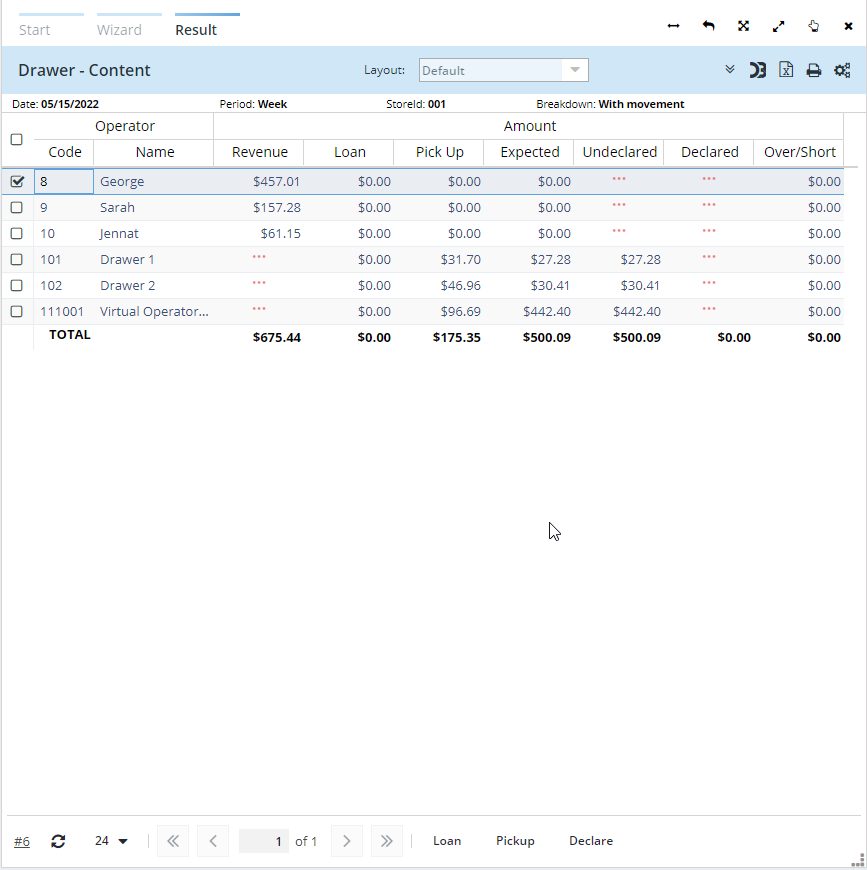 Start Wizard Result
Drawer - Content Layout: Default
Date: 05/15/2022 Period: Week StoreId: 001 Breakdown: With movement
Operator Amount
Code Name Revenue Loan Pick Up Expected Undeclared Declared Over/Short
8 George $457.01 $0.00 $0.00 $0.00 *** *** $0.00
9 Sarah $157.28 $0.00 $0.00 $0.00 *** *** $0.00
10 Jennat $61.15 $0.00 $0.00 $0.00 *** *** $0.00
101 Drawer 1 *** $0.00 $31.70 $27.28 $27.28 *** $0.00
102 Drawer 2 *** $0.00 $46.96 $30.41 $30.41 *** $0.00
111001 Virtual Operator... *** $0.00 $96.69 $442.40 $442.40 *** $0.00
TOTAL $675.44 $0.00 $175.35 $500.09 $500.09 $0.00 $0.00
#6 24 1 of 1 Loan Pickup Declare